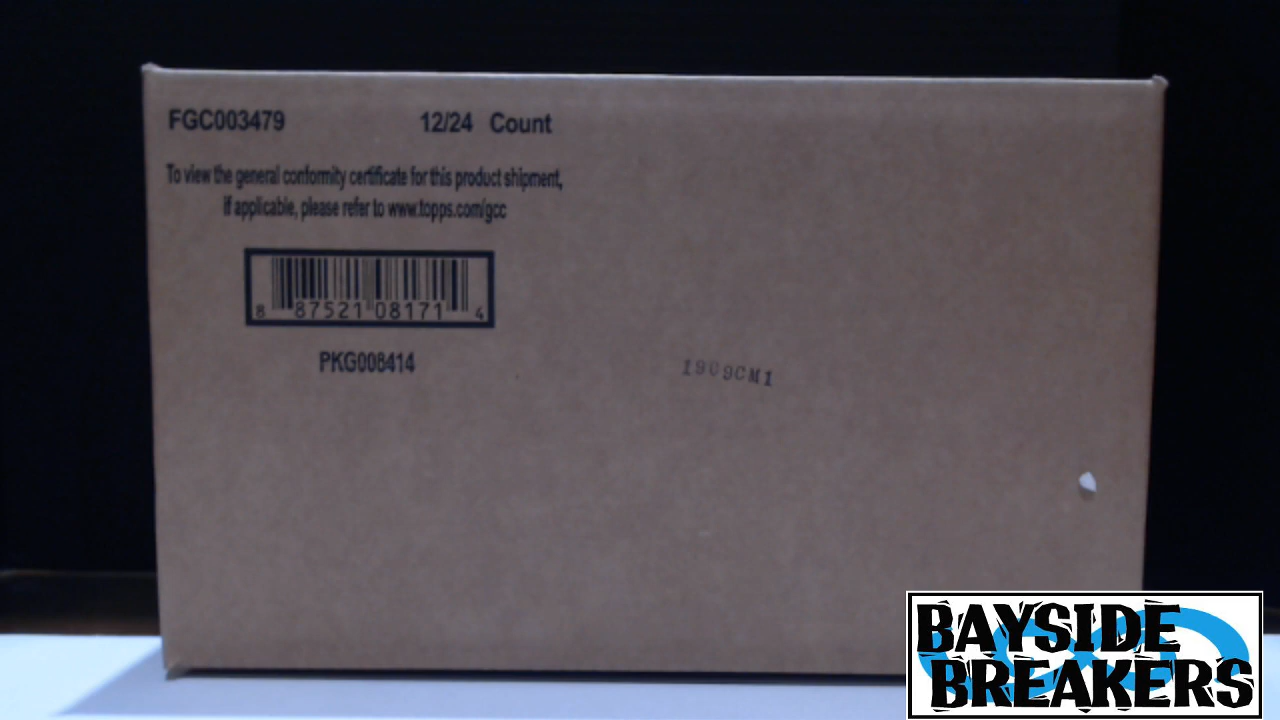 FGC003479 12/24 Count
To view the general conformity certificate for this product shipment,
if applicable, please refer to www.topps.com/gcc
8 87521 08171 4
PKG008414
1909CM1
BAYSIDE
BREAKERS